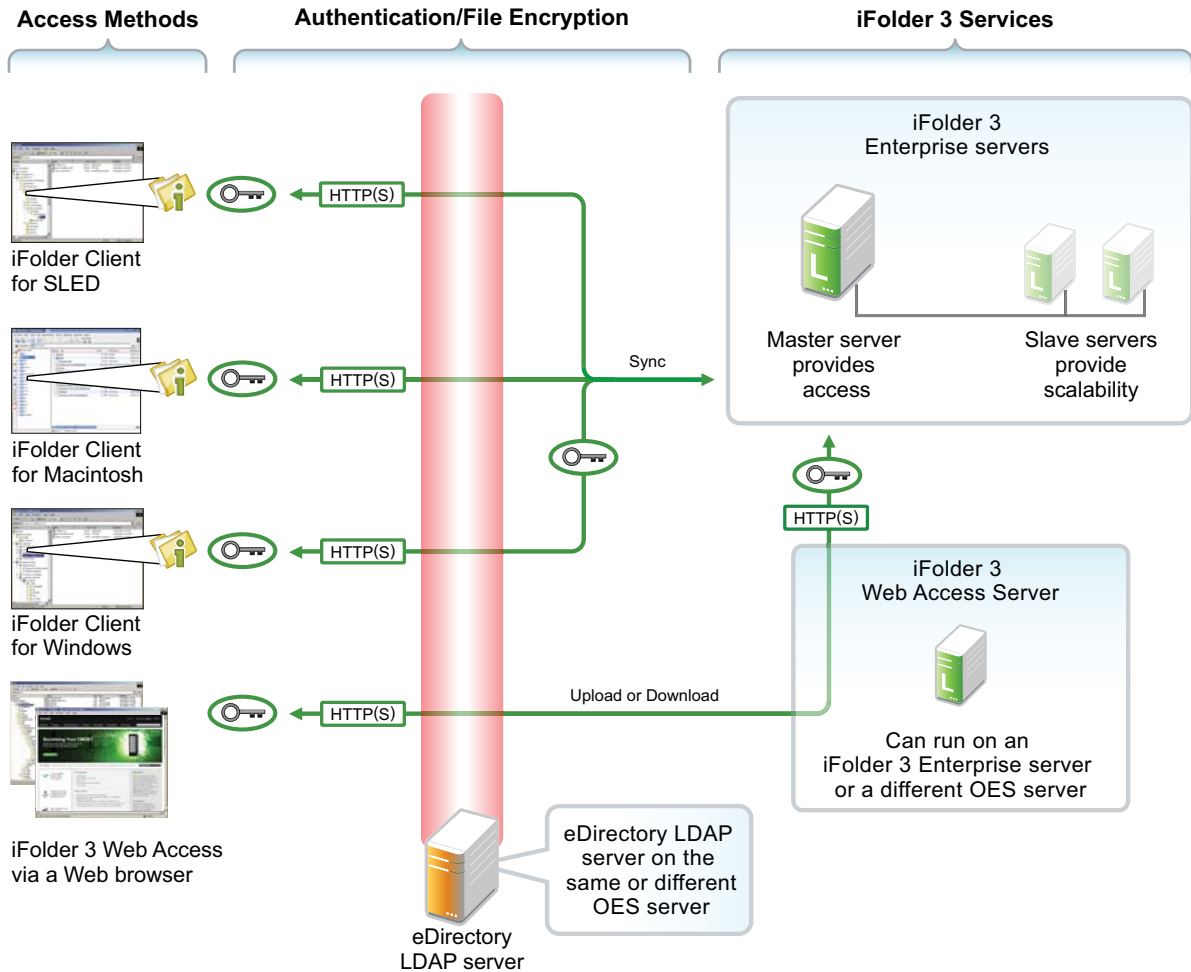 Access Methods
Authentication/File Encryption
iFolder 3 Services
iFolder Client
for SLED
HTTP(S)
iFolder 3
Enterprise servers
L
Master server
provides
access
Slave servers
provide
scalability
iFolder Client
for Macintosh
HTTP(S)
Sync
iFolder Client
for Windows
HTTP(S)
HTTP(S)
iFolder 3
Web Access Server
L
Can run on an
iFolder 3 Enterprise server
or a different OES server
iFolder 3 Web Access
via a Web browser
HTTP(S)
Upload or Download
eDirectory LDAP
server on the
same or different
OES server
eDirectory
LDAP server